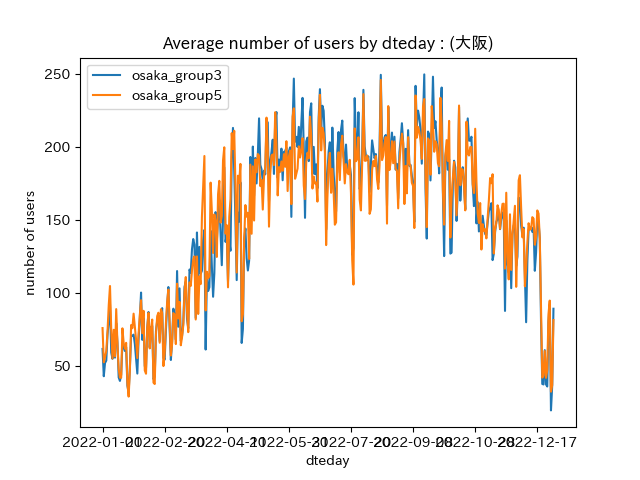 Average number of users by dteday : (大阪)
osaka_group3
osaka_group5
250
200
150
100
50
number of users
2022-01-01 2022-02-20 2022-04-11 2022-05-31 2022-07-20 2022-09-08 2022-10-28 2022-12-17
dteday